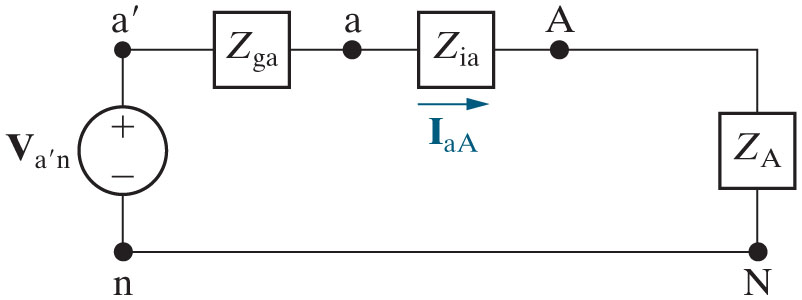 a′ a A
Z_ga Z_ia
I_aA
+
V_a′n
−
Z_A
n N